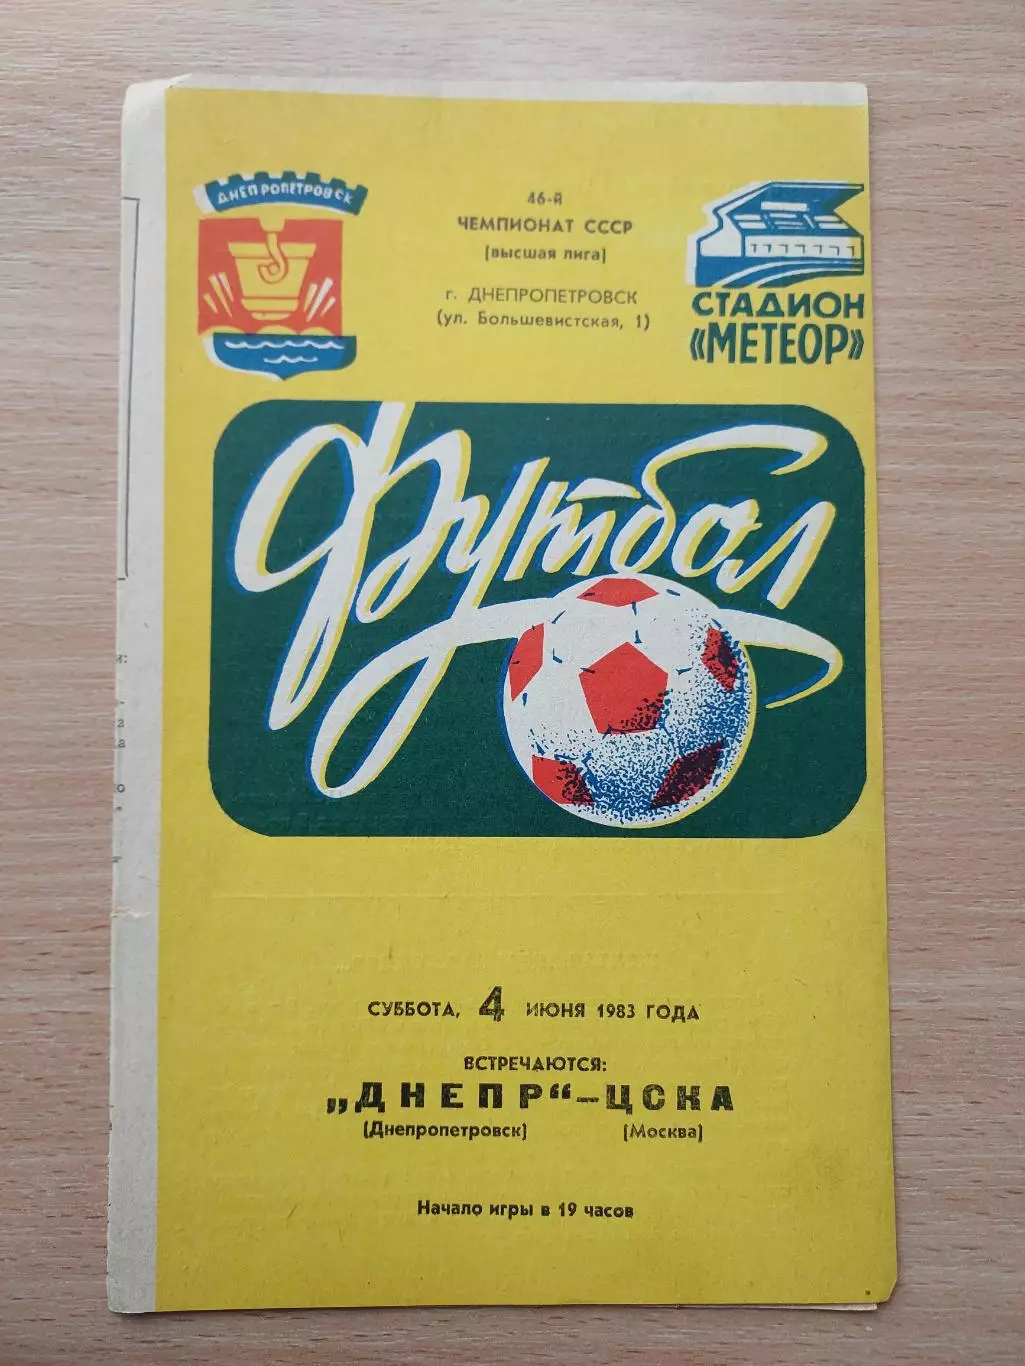 ДНЕПРОПЕТРОВСК
46-й
ЧЕМПИОНАТ СССР
(высшая лига)
г. ДНЕПРОПЕТРОВСК
(ул. Большевистская, 1)
СТАДИОН
«МЕТЕОР»
Футбол
СУББОТА, 4 ИЮНЯ 1983 ГОДА
ВСТРЕЧАЮТСЯ:
„ДНЕПР“–ЦСКА
(Днепропетровск) (Москва)
Начало игры в 19 часов